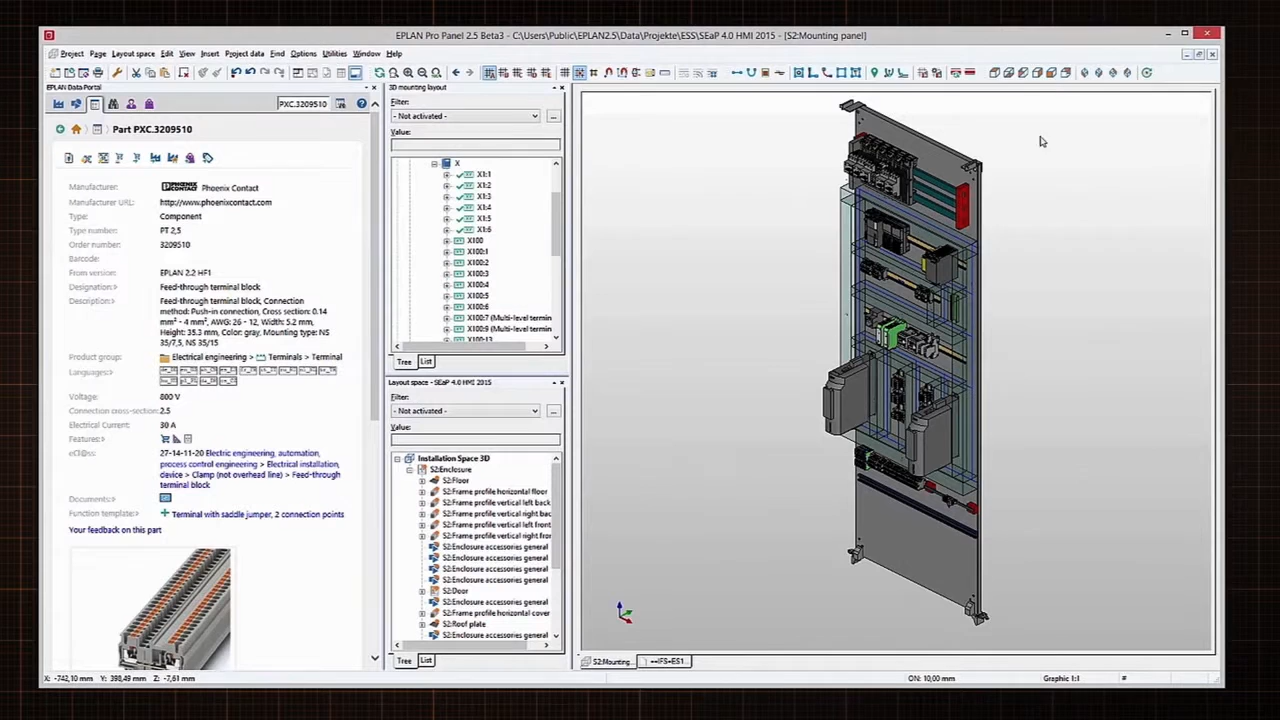 EPLAN Pro Panel 2.5 Beta3 - C:\Users\Public\EPLAN2.5\Data\Projekte\ESS\SEaP 4.0 HMI 2015 - [S2:Mounting panel]
Project Page Layout space Edit View Insert Project data Find Options Utilities Window Help
EPLAN Data Portal
PXC.3209510
Part PXC.3209510
Manufacturer: PHOENIX CONTACT Phoenix Contact
Manufacturer URL: http://www.phoenixcontact.com
Type: Component
Type number: PT 2,5
Order number: 3209510
Barcode:
From version: EPLAN 2.2 HF1
Designation: Feed-through terminal block
Description: Feed-through terminal block, Connection
method: Push-in connection, Cross section: 0.14
mm² - 4 mm², AWG: 26 - 12, Width: 5.2 mm,
Height: 35.3 mm, Color: gray, Mounting type: NS
35/7,5, NS 35/15
Product group: Electrical engineering > Terminals > Terminal
Languages:
Voltage: 800 V
Connection cross-section: 2.5
Electrical Current: 30 A
Features:
eCl@ss: 27-14-11-20 Electric engineering, automation,
process control engineering > Electrical installation,
device > Clamp (not overhead line) > Feed-through
terminal block
Documents:
Function template: Terminal with saddle jumper, 2 connection points
Your feedback on this part
3D mounting layout
Filter:
- Not activated -
...
Value:
X
X1:1
X1:2
X1:3
X1:4
X1:5
X1:6
X100
X100:1
X100:2
X100:3
X100:4
X100:5
X100:6
X100:7 (Multi-level termin
X100:9 (Multi-level termin
Tree List
Layout space - SEaP 4.0 HMI 2015
Filter:
- Not activated -
...
Value:
Installation Space 3D
S2:Enclosure
S2:Floor
S2:Frame profile horizontal floor
S2:Frame profile vertical left back
S2:Frame profile vertical right bac
S2:Frame profile vertical left front
S2:Frame profile vertical right fror
S2:Enclosure accessories general
S2:Enclosure accessories general
S2:Enclosure accessories general
S2:Enclosure accessories general
S2:Door
S2:Enclosure accessories general
S2:Frame profile horizontal cover
S2:Roof plate
S2:Enclosure accessories general
Tree List
S2:Mounting...
X: -742,10 mm Y: 398,49 mm Z: -7,61 mm
ON: 10,00 mm
Graphic 1:1
#